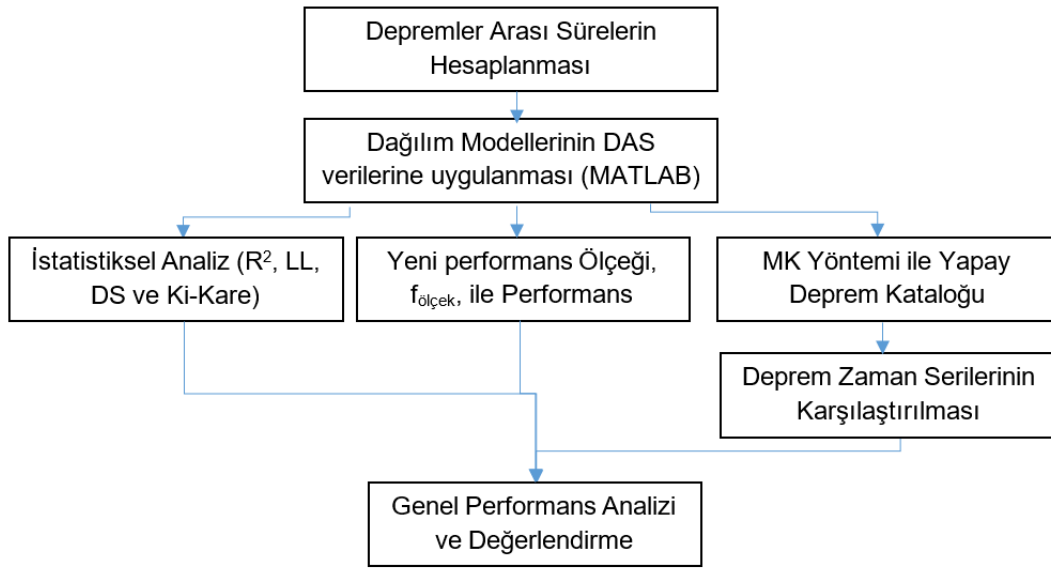 Depremler Arası Sürelerin
Hesaplanması
Dağılım Modellerinin DAS
verilerine uygulanması (MATLAB)
İstatistiksel Analiz (R², LL,
DS ve Ki-Kare)
Yeni performans Ölçeği,
fölçek, ile Performans
MK Yöntemi ile Yapay
Deprem Kataloğu
Deprem Zaman Serilerinin
Karşılaştırılması
Genel Performans Analizi
ve Değerlendirme